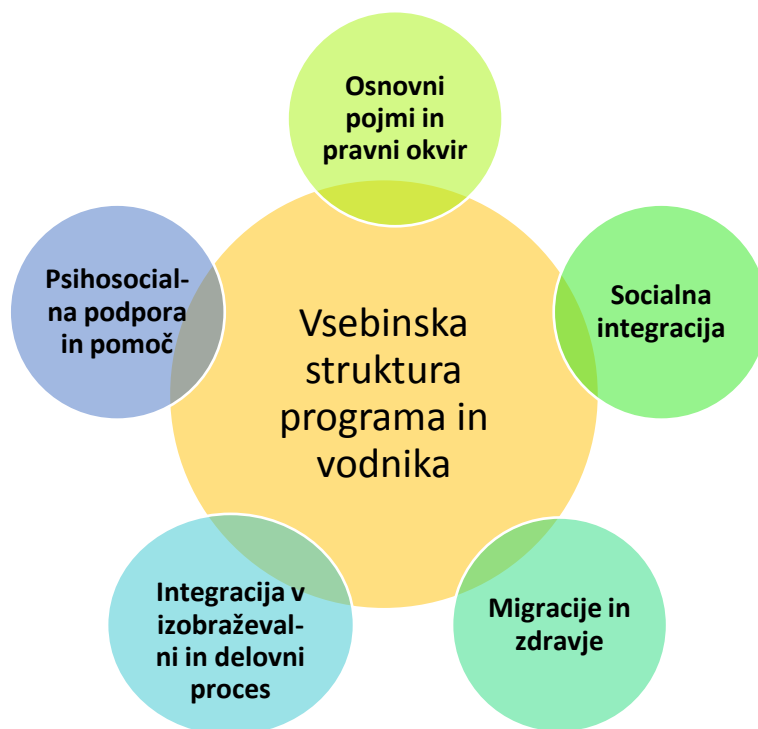 Osnovni
pojmi in
pravni okvir
Psihosocial-
na podpora
in pomoč
Socialna
integracija
Vsebinska
struktura
programa in
vodnika
Integracija v
izobraževal-
ni in delovni
proces
Migracije in
zdravje